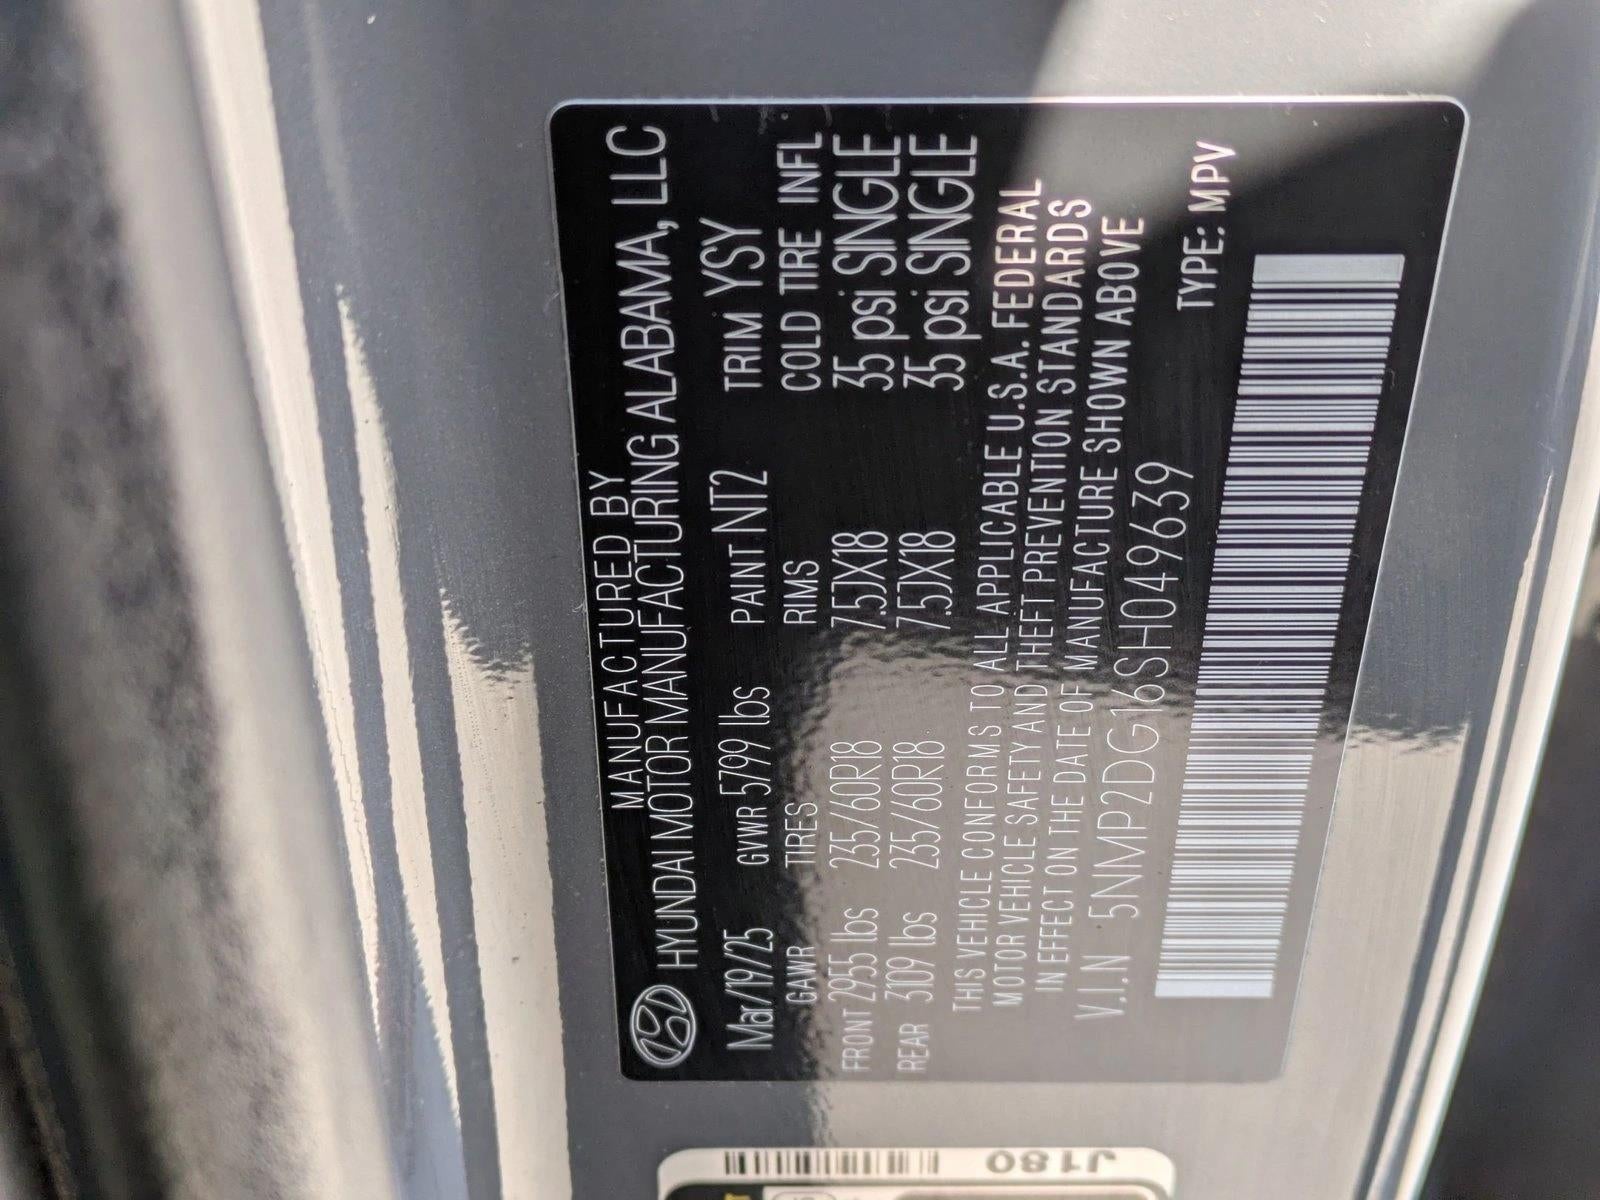 MANUFACTURED BY
HYUNDAI MOTOR MANUFACTURING ALABAMA, LLC
Mar/19/25 GVWR 5799 lbs PAINT NT2 TRIM YSY
GAWR TIRES RIMS COLD TIRE INFL
FRONT 2955 lbs 235/60R18 7.5JX18 35 psi SINGLE
REAR 3109 lbs 235/60R18 7.5JX18 35 psi SINGLE
THIS VEHICLE CONFORMS TO ALL APPLICABLE U.S.A. FEDERAL
MOTOR VEHICLE SAFETY AND THEFT PREVENTION STANDARDS
IN EFFECT ON THE DATE OF MANUFACTURE SHOWN ABOVE
V.I.N 5NMP2DG16SH049639 TYPE: MPV
J180